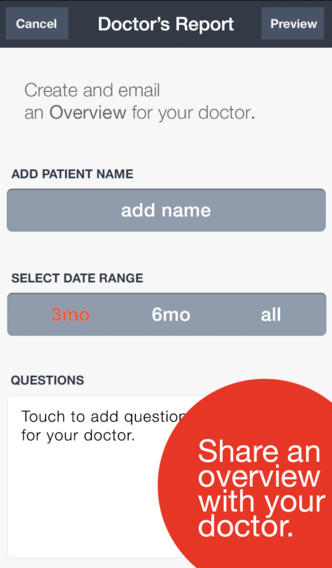 Cancel
Doctor's Report
Preview
Create and email
an Overview for your doctor.
ADD PATIENT NAME
add name
SELECT DATE RANGE
3mo
6mo
all
QUESTIONS
Touch to add question
for your doctor.
Share an
overview
with your
doctor.